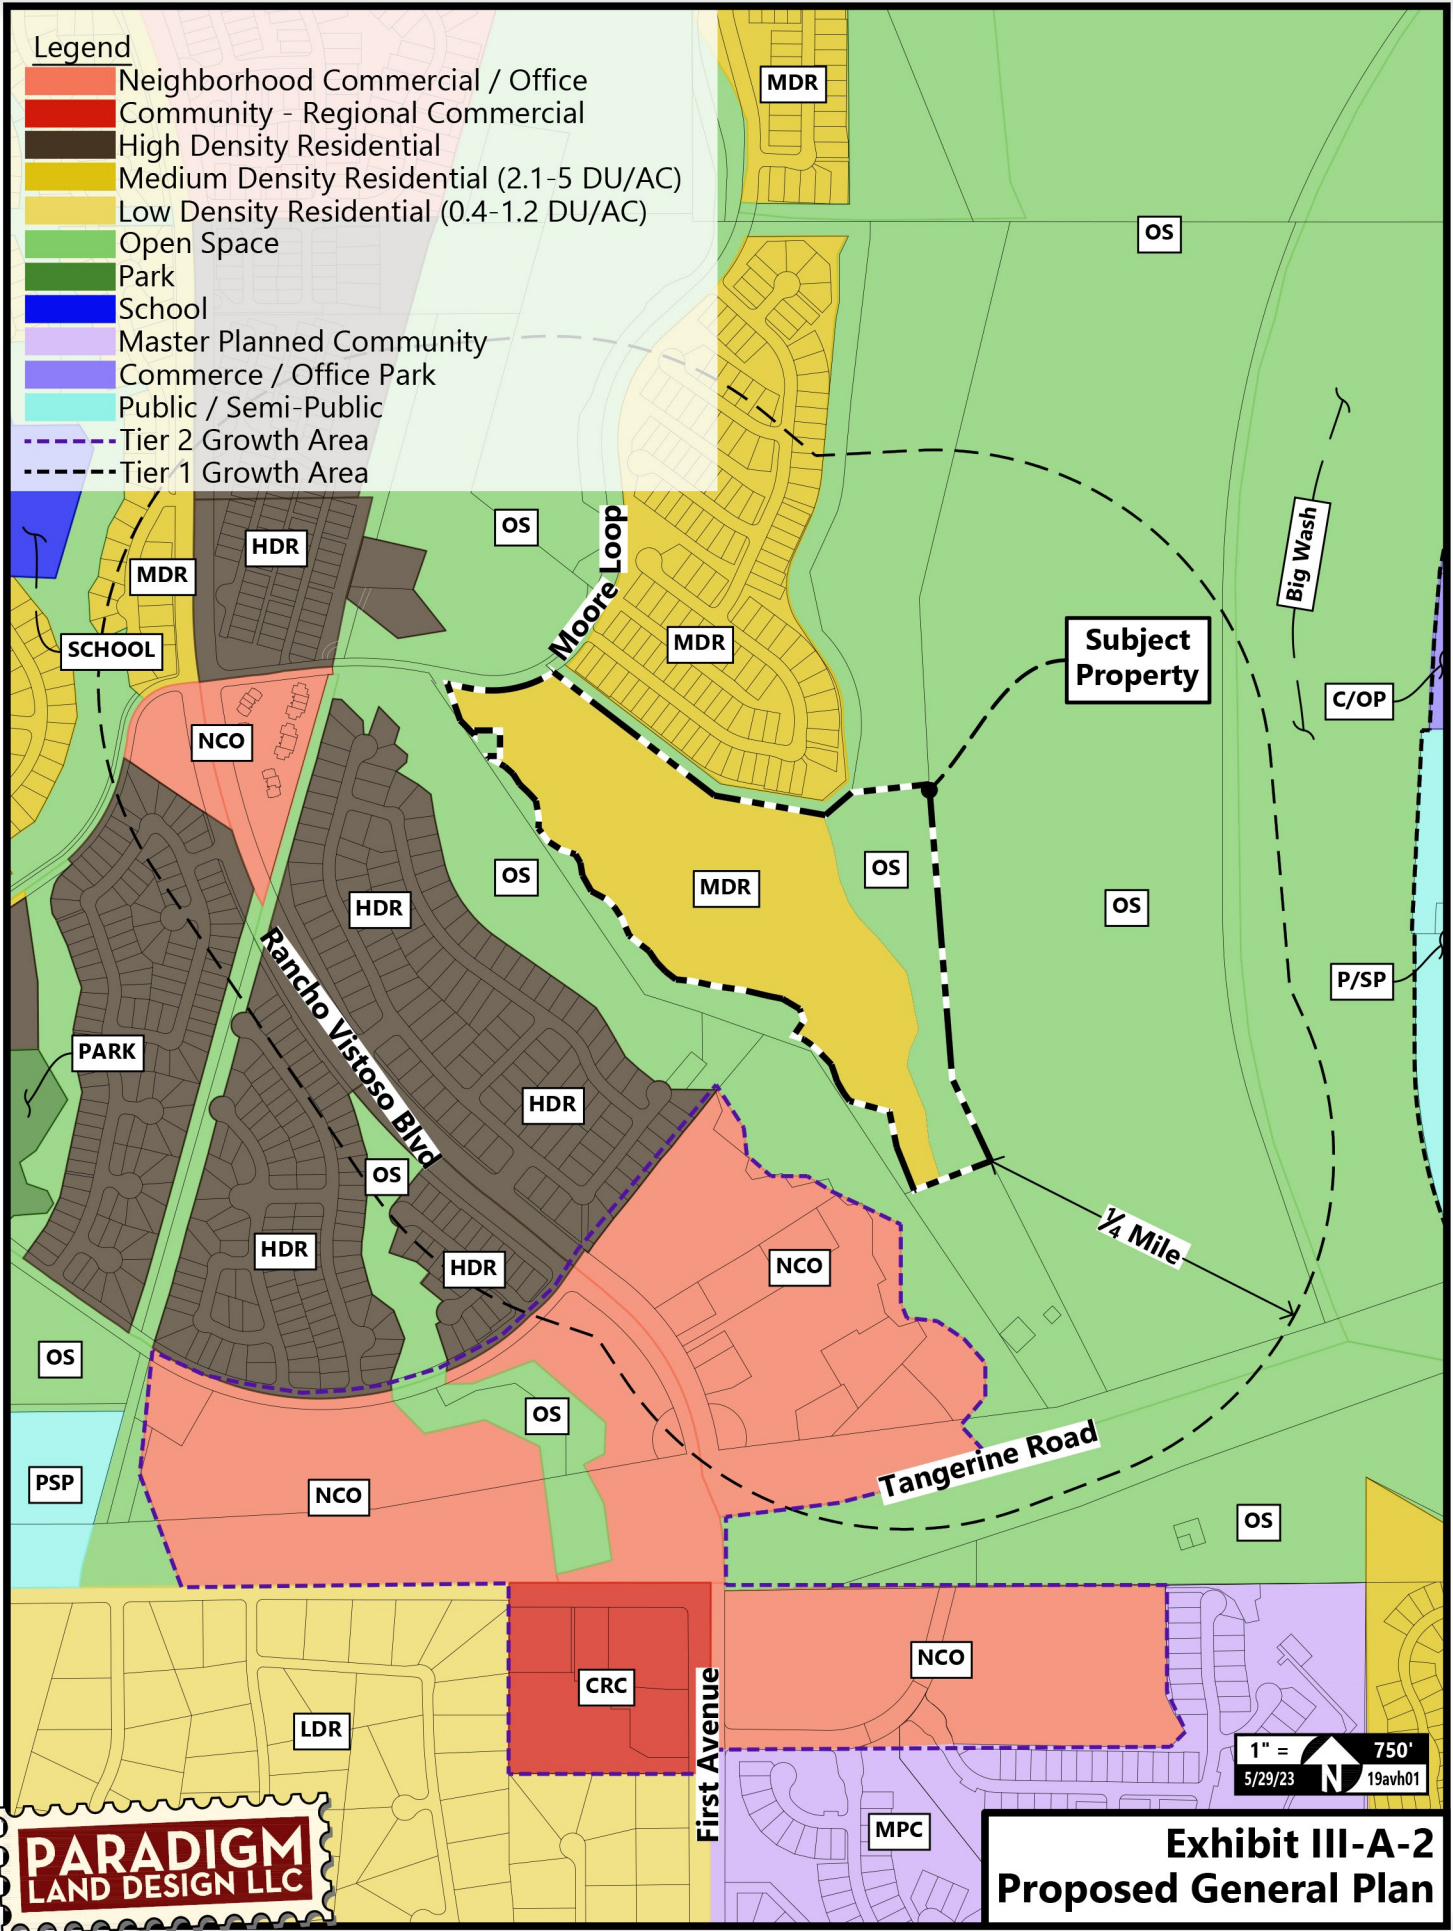 Legend
Neighborhood Commercial / Office
Community - Regional Commercial
High Density Residential
Medium Density Residential (2.1-5 DU/AC)
Low Density Residential (0.4-1.2 DU/AC)
Open Space
Park
School
Master Planned Community
Commerce / Office Park
Public / Semi-Public
Tier 2 Growth Area
Tier 1 Growth Area
MDR
OS
OS
Moore Loop
HDR
MDR
Big Wash
SCHOOL
MDR
Subject
Property
C/OP
NCO
OS
MDR
OS
HDR
OS
P/SP
Rancho Vistoso Blvd
PARK
HDR
OS
HDR
HDR
NCO
¼ Mile
OS
OS
Tangerine Road
PSP
NCO
OS
NCO
CRC
LDR
First Avenue
MPC
1" = 750'
5/29/23 N 19avh01
PARADIGM
LAND DESIGN LLC
Exhibit III-A-2
Proposed General Plan